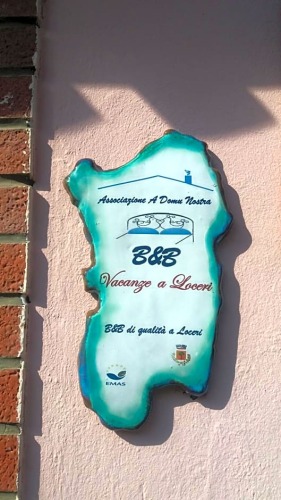 Associazione A Domu Nostra
B&B
Vacanze a Loceri
B&B di qualità a Loceri
EMAS